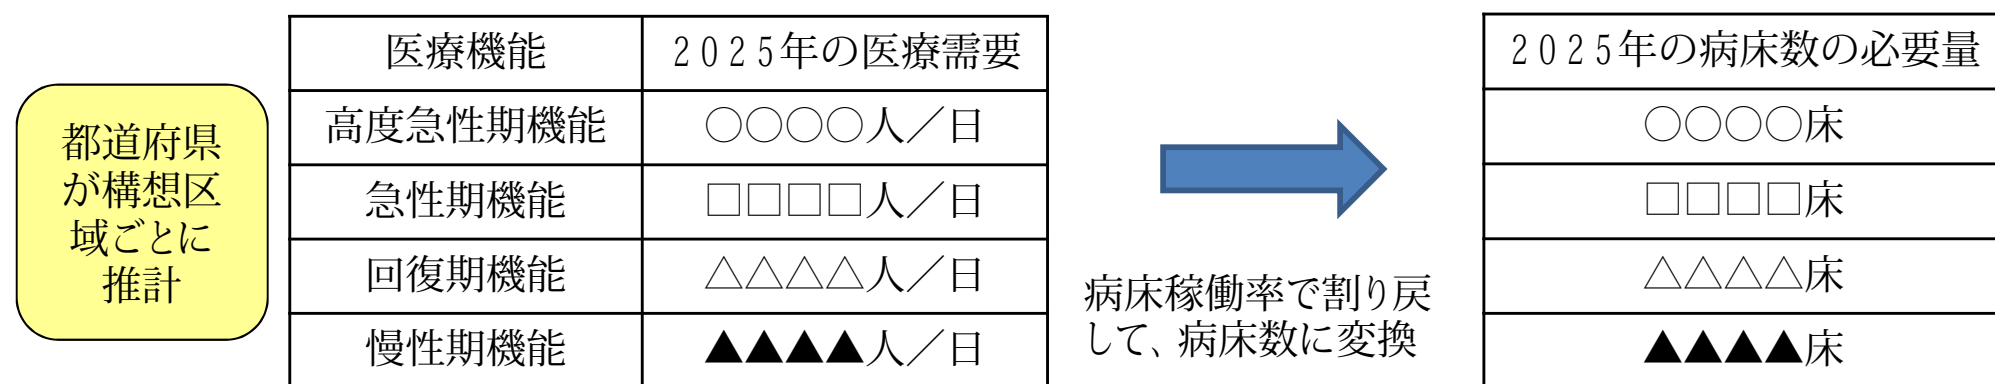 都道府県
が構想区
域ごとに
推計
医療機能 2025年の医療需要
高度急性期機能 ○○○○人／日
急性期機能 □□□□人／日
回復期機能 △△△△人／日
慢性期機能 ▲▲▲▲人／日
病床稼働率で割り戻
して、病床数に変換
2025年の病床数の必要量
○○○○床
□□□□床
△△△△床
▲▲▲▲床